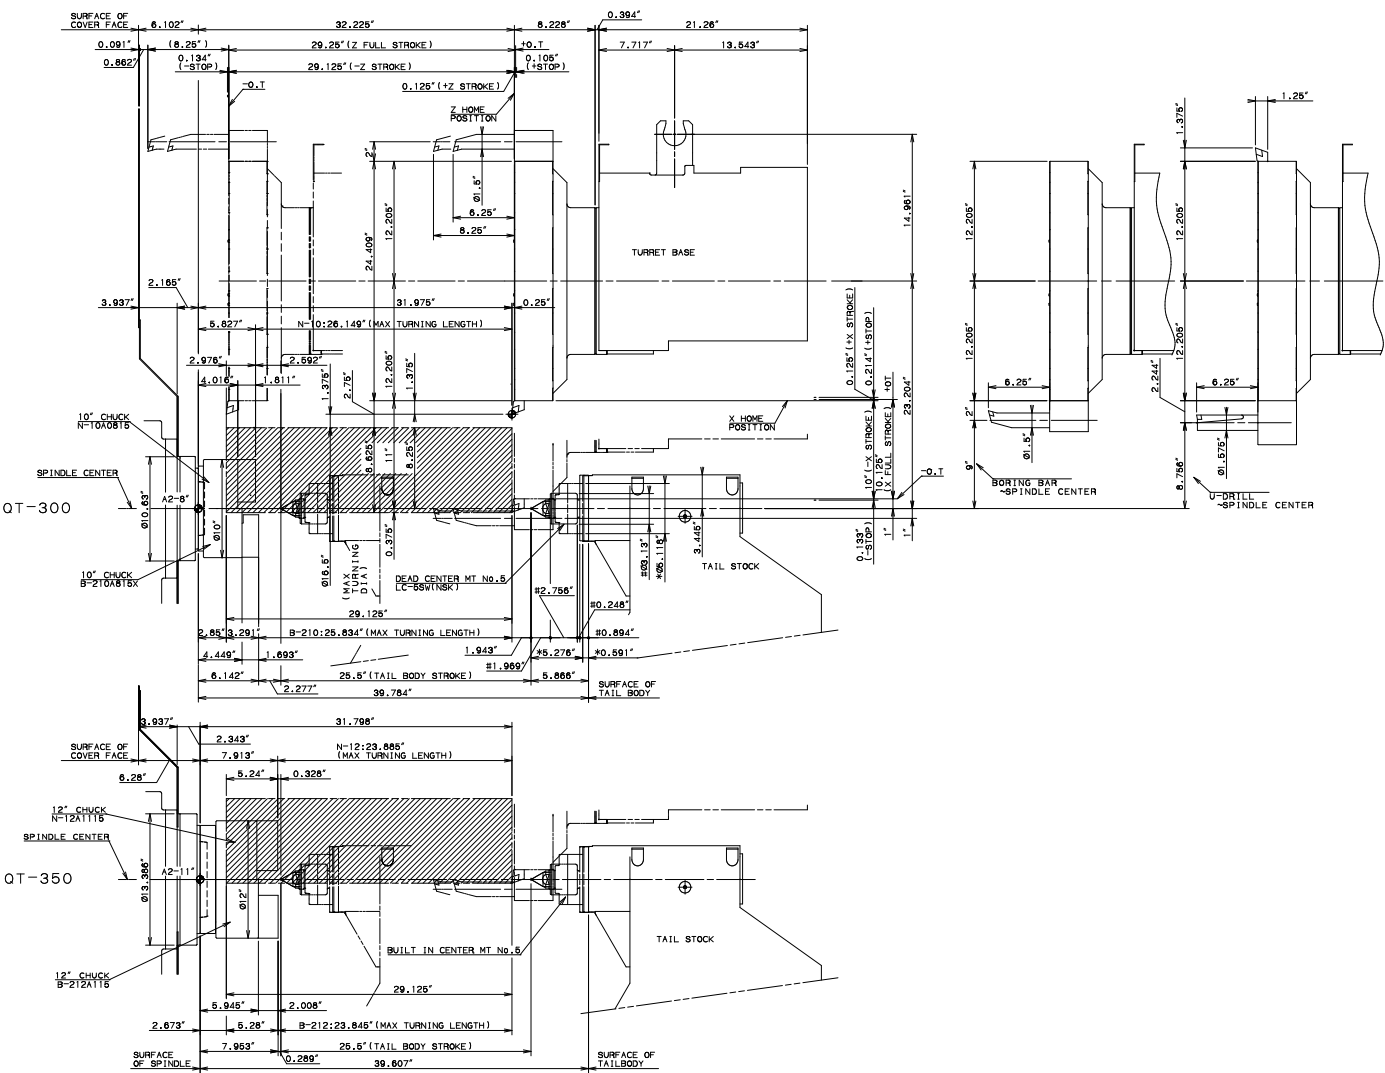 SURFACE OF
COVER FACE
6.102"
32.225"
8.228"
0.394"
21.26"
0.091"
(8.25")
29.25"(Z FULL STROKE)
+O.T
7.717"
13.543"
0.862"
0.134"
(-STOP)
29.125"(-Z STROKE)
0.105"
(+STOP)
-O.T
0.125"(+Z STROKE)
Z HOME
POSITION
1.25"
1.375"
2"
Ø1.5"
6.25"
8.25"
12.205"
24.409"
14.961"
12.205"
12.205"
TURRET BASE
2.165"
3.937"
31.975"
0.25"
5.827"
N-10:26.149"(MAX TURNING LENGTH)
2.976"
2.592"
4.016"
1.811"
1.375"
2.75"
12.205"
1.375"
0.125"(+X STROKE)
0.214"(+STOP)
23.204"
12.205"
12.205"
2.244"
6.25"
6.25"
+OT
10" CHUCK
N-10A0815
X HOME
POSITION
2"
Ø1.5"
Ø1.575"
8.625"
11"
8.25"
10"(-X STROKE)
10.125"
(X FULL STROKE)
-O.T
SPINDLE CENTER
9"
BORING BAR
~SPINDLE CENTER
8.756"
U-DRILL
~SPINDLE CENTER
QT-300
A2-8"
Ø10.63"
Ø10"
Ø16.5"
(MAX
TURNING
DIA)
0.375"
#Ø3.13"
*Ø5.118"
3.445"
0.133"
(-STOP)
1"
1"
10" CHUCK
B-210A815X
DEAD CENTER MT No.5
LC-5SW(NSK)
TAIL STOCK
#2.756"
#0.248"
29.125"
2.85"
3.291"
B-210:25.834"(MAX TURNING LENGTH)
#0.894"
4.449"
1.693"
1.943"
#1.969"
*5.276"
*0.591"
6.142"
2.277"
25.5"(TAIL BODY STROKE)
5.866"
39.784"
SURFACE OF
TAIL BODY
3.937"
31.798"
2.343"
SURFACE OF
COVER FACE
7.913"
N-12:23.885"
(MAX TURNING LENGTH)
6.28"
5.24"
0.328"
12" CHUCK
N-12A1115
SPINDLE CENTER
QT-350
A2-11"
Ø13.386"
Ø12"
BUILT IN CENTER MT No.5
TAIL STOCK
12" CHUCK
B-212A115
29.125"
5.945"
2.008"
2.673"
5.28"
B-212:23.845"(MAX TURNING LENGTH)
7.953"
0.289"
25.5"(TAIL BODY STROKE)
SURFACE
OF SPINDLE
39.607"
SURFACE OF
TAILBODY